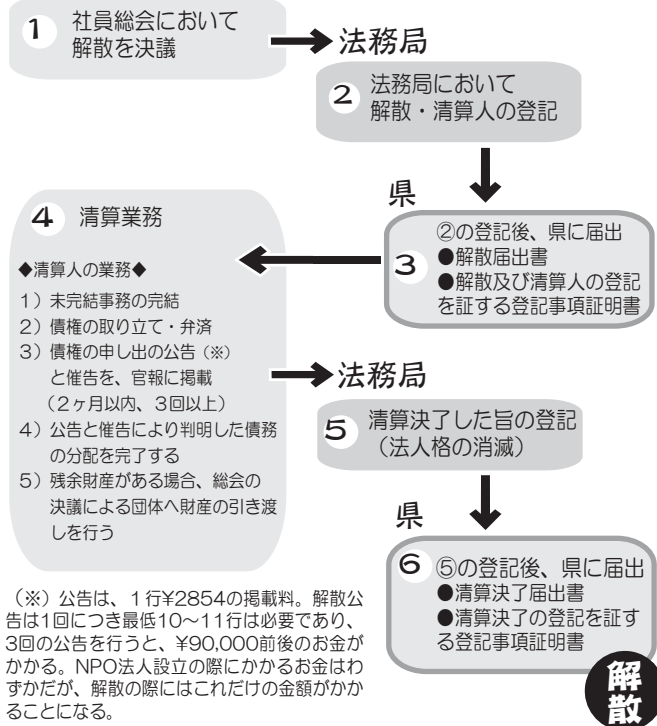 1 社員総会において
解散を決議
法務局
2 法務局において
解散・清算人の登記
県
3 ②の登記後、県に届出
●解散届出書
●解散及び清算人の登記
を証する登記事項証明書
4 清算業務
◆清算人の業務◆
1）未完結事務の完結
2）債権の取り立て・弁済
3）債権の申し出の公告（※）
と催告を、官報に掲載
（2ヶ月以内、3回以上）
4）公告と催告により判明した債務
の分配を完了する
5）残余財産がある場合、総会の
決議による団体へ財産の引き渡
しを行う
法務局
5 清算決了した旨の登記
（法人格の消滅）
県
6 ⑤の登記後、県に届出
●清算決了届出書
●清算決了の登記を証す
る登記事項証明書
（※）公告は、1行¥2854の掲載料。解散公
告は1回につき最低10～11行は必要であり、
3回の公告を行うと、¥90,000前後のお金が
かかる。NPO法人設立の際にかかるお金はわ
ずかだが、解散の際にはこれだけの金額がかか
ることになる。
解散